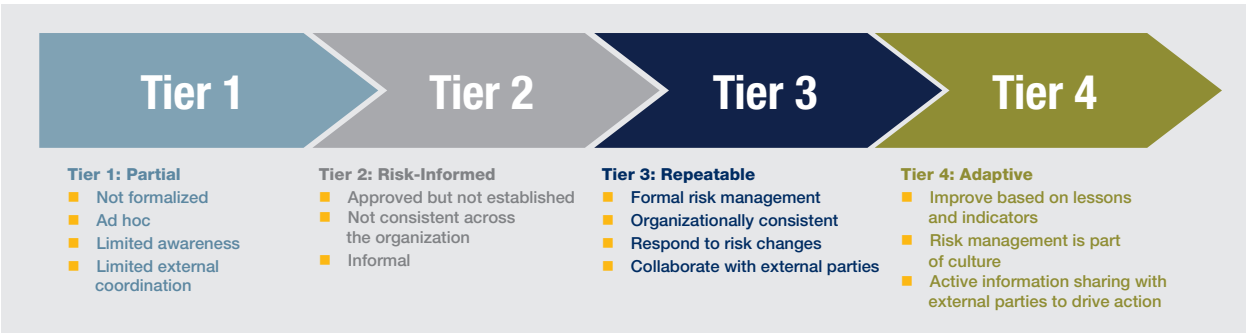 Tier 1
Tier 2
Tier 3
Tier 4
Tier 1: Partial
Not formalized
Ad hoc
Limited awareness
Limited external
coordination
Tier 2: Risk-Informed
Approved but not established
Not consistent across
the organization
Informal
Tier 3: Repeatable
Formal risk management
Organizationally consistent
Respond to risk changes
Collaborate with external parties
Tier 4: Adaptive
Improve based on lessons
and indicators
Risk management is part
of culture
Active information sharing with
external parties to drive action